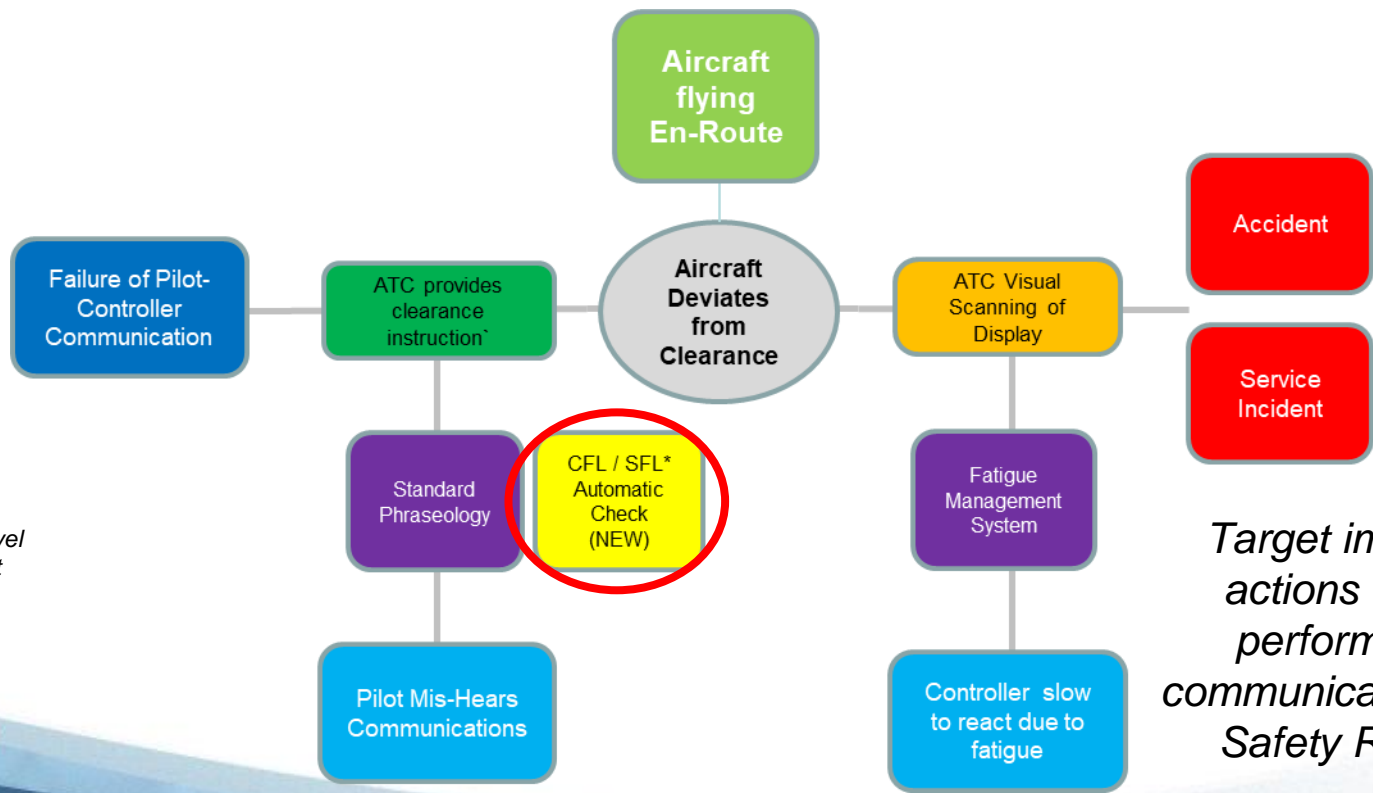 Aircraft
flying
En-Route
Failure of Pilot-
Controller
Communication
ATC provides
clearance
instruction`
Aircraft
Deviates
from
Clearance
ATC Visual
Scanning of
Display
Accident
Service
Incident
Standard
Phraseology
CFL / SFL*
Automatic
Check
(NEW)
Fatigue
Management
System
Pilot Mis-Hears
Communications
Controller slow
to react due to
fatigue
Target
actions
Safety